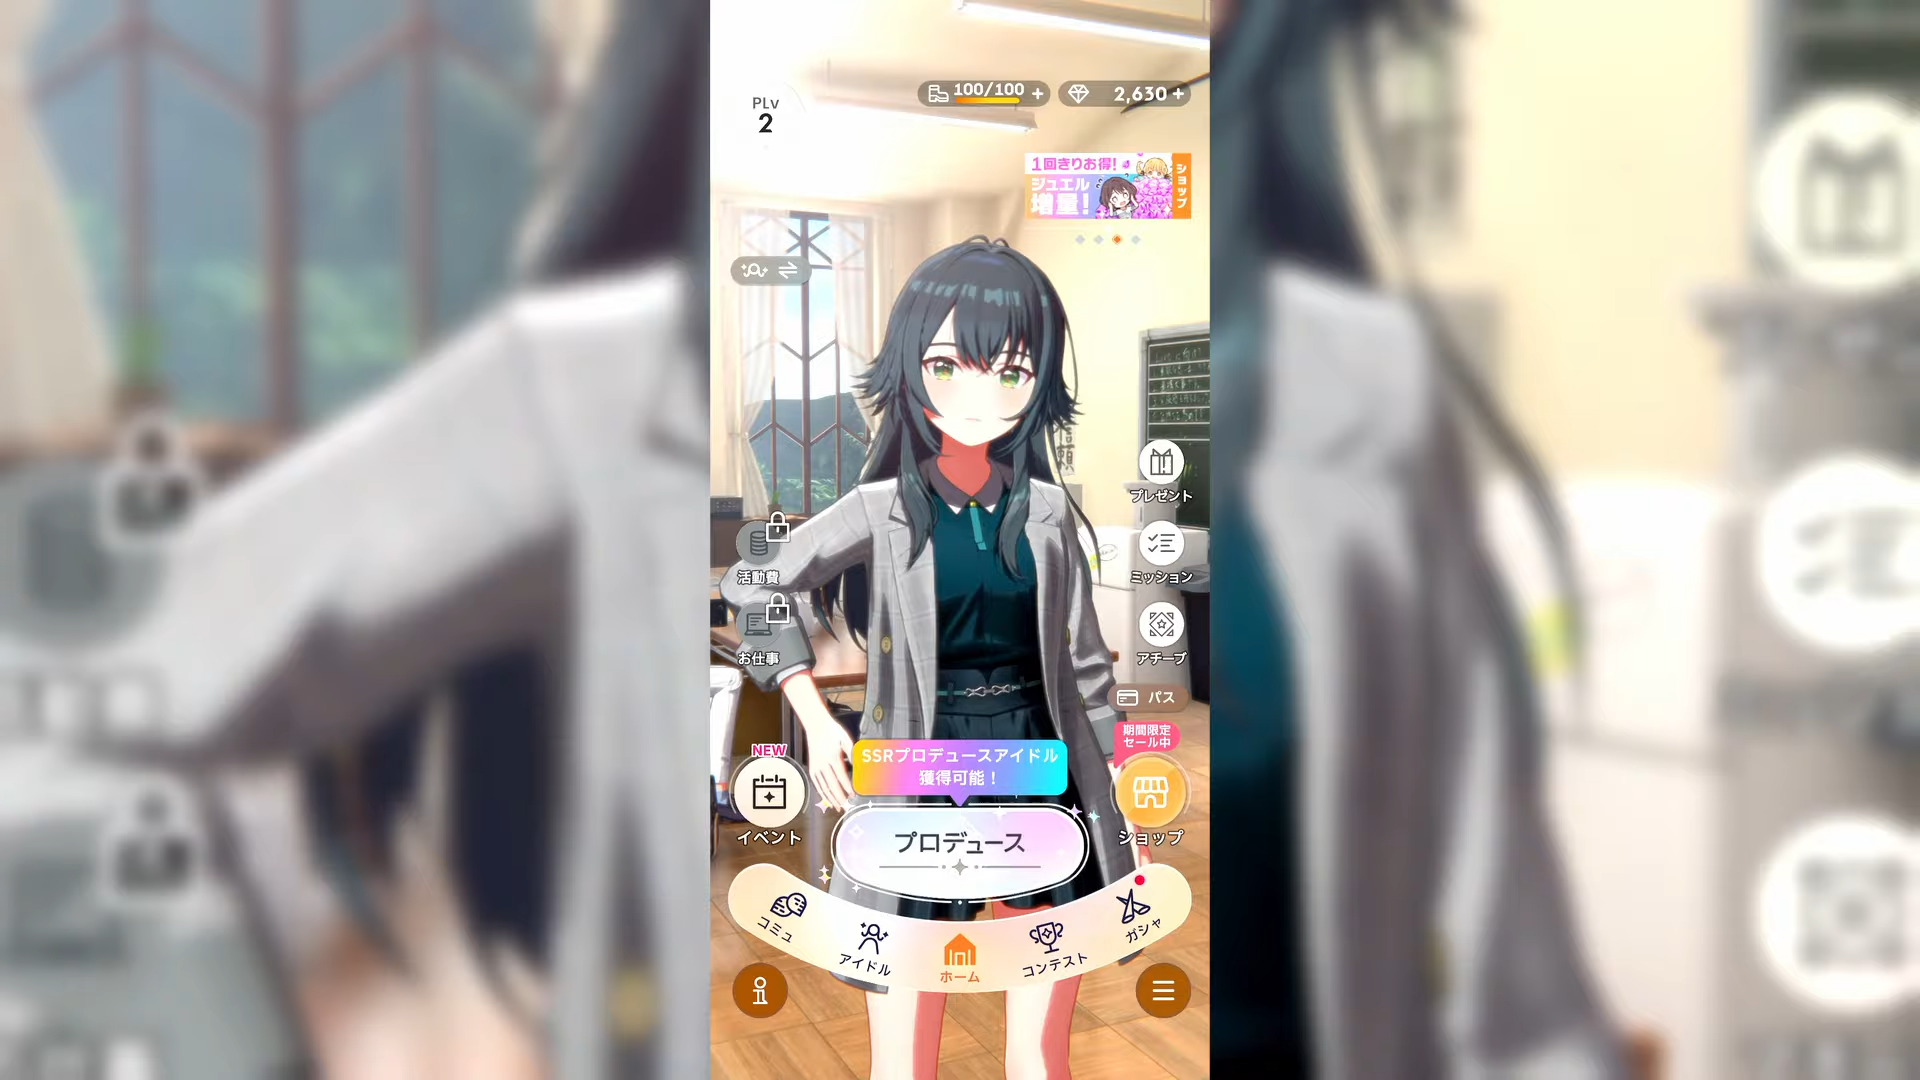 PLv
2
100/100 +
2,630 +
1回きりお得!
ジュエル
増量!
ショップ
プレゼント
活動費
ミッション
お仕事
アチーブ
パス
期間限定
セール中
NEW
SSRプロデュースアイドル
獲得可能！
イベント
プロデュース
ショップ
コミュ
アイドル
ホーム
コンテスト
ガシャ